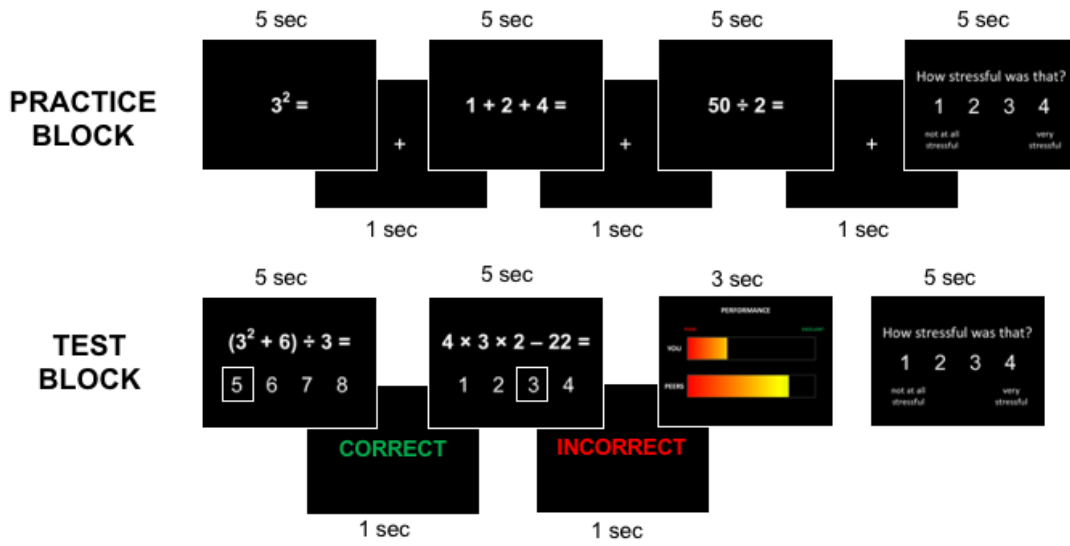 5 sec 5 sec 5 sec 5 sec
PRACTICE
BLOCK
3² =
1 + 2 + 4 =
50 ÷ 2 =
How stressful was that?
1 2 3 4
not at all
stressful
very
stressful
+ + +
1 sec 1 sec 1 sec
5 sec 5 sec 3 sec 5 sec
TEST
BLOCK
(3² + 6) ÷ 3 =
5 6 7 8
4 × 3 × 2 – 22 =
1 2 3 4
PERFORMANCE
EXCELLENT
YOU
PEERS
How stressful was that?
1 2 3 4
not at all
stressful
very
stressful
CORRECT
INCORRECT
1 sec 1 sec